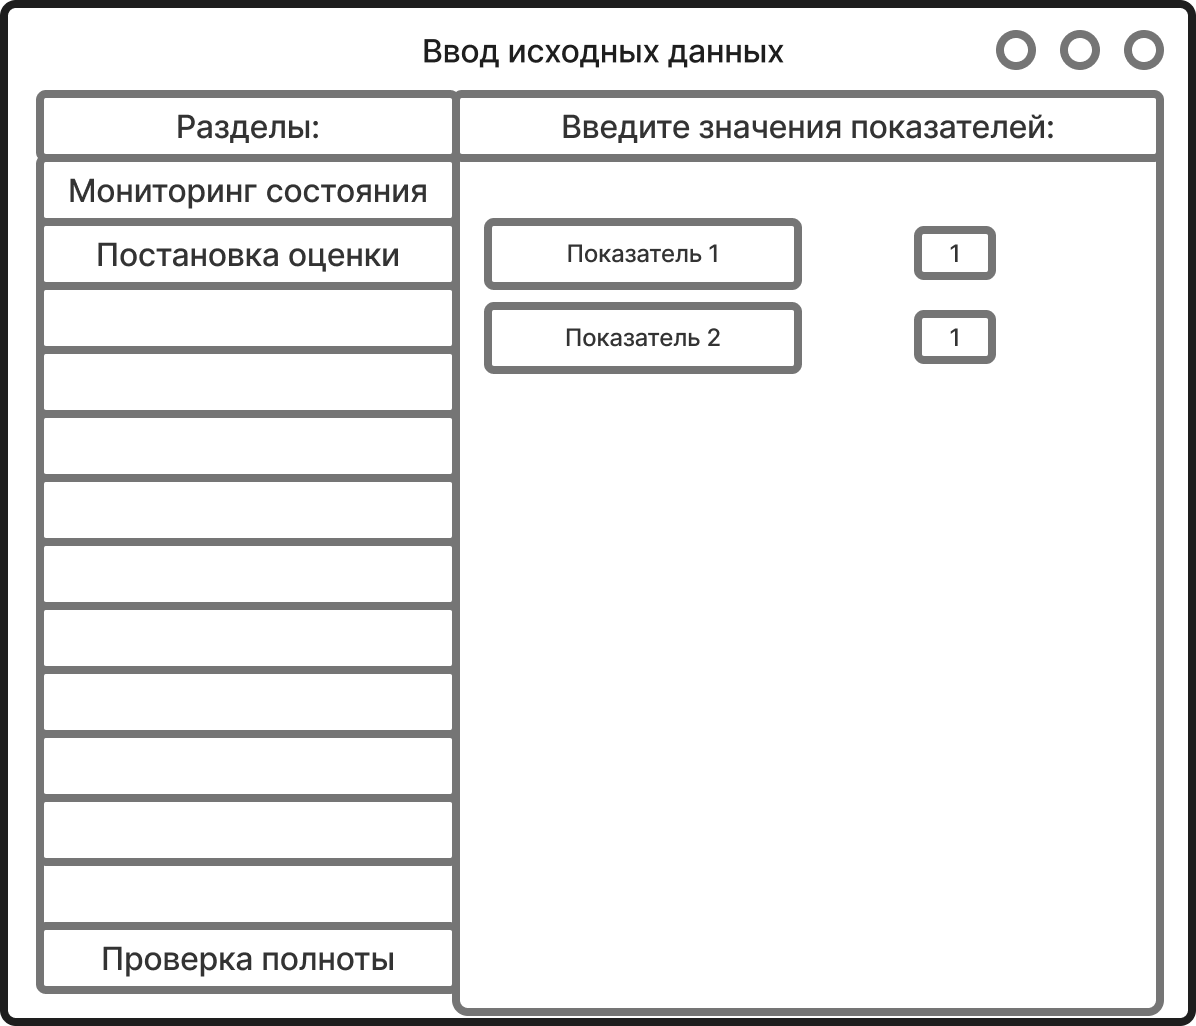 Ввод исходных данных
Разделы:
Введите значения показателей:
Мониторинг состояния
Постановка оценки
Показатель 1
1
Показатель 2
1
Проверка полноты